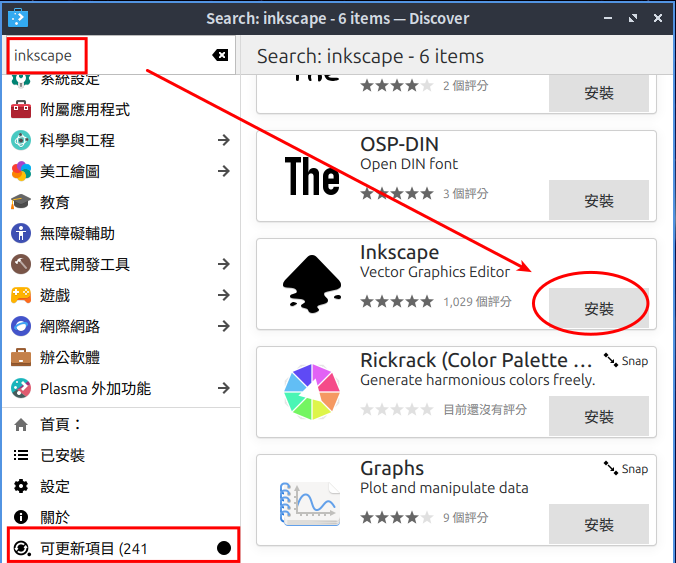 Search: inkscape - 6 items — Discover
inkscape
Search: inkscape - 6 items
系統設定
附屬應用程式
科學與工程
美工繪圖
教育
無障礙輔助
程式開發工具
遊戲
網際網路
辦公軟體
Plasma 外加功能
首頁：
已安裝
設定
關於
可更新項目 (241
The
2 個評分
安裝
The
OSP-DIN
Open DIN font
3 個評分
安裝
Inkscape
Vector Graphics Editor
1,029 個評分
安裝
Rickrack (Color Palette ...
Snap
Generate harmonious colors freely.
目前還沒有評分
安裝
Graphs
Snap
Plot and manipulate data
9 個評分
安裝